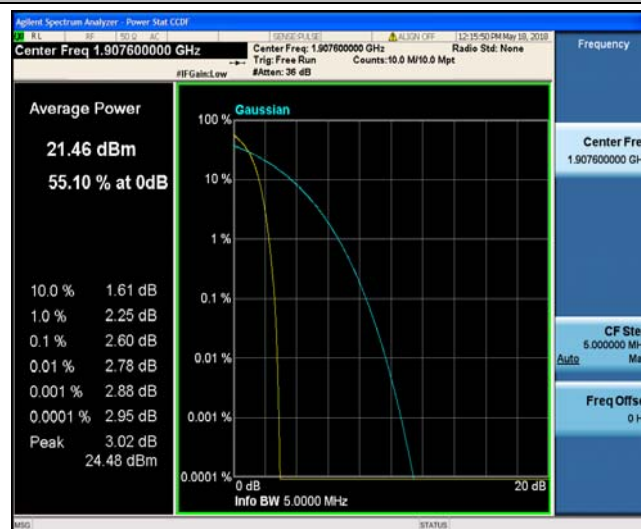 Agilent Spectrum Analyzer - Power Stat CCDF
RL RF 50 Ω AC SENSE:PULSE ALIGN OFF 12:15:50 PM May 18, 2018
Center Freq 1.907600000 GHz
Center Freq: 1.907600000 GHz Radio Std: None
Trig: Free Run Counts:10.0 M/10.0 Mpt
#IFGain:Low #Atten: 36 dB
Frequency
Average Power
21.46 dBm
55.10 % at 0dB
10.0 % 1.61 dB
1.0 % 2.25 dB
0.1 % 2.60 dB
0.01 % 2.78 dB
0.001 % 2.88 dB
0.0001 % 2.95 dB
Peak 3.02 dB
24.48 dBm
Gaussian
100 %
10 %
1 %
0.1 %
0.01 %
0.001 %
0.0001 %
0 dB 20 dB
Info BW 5.0000 MHz
Center Fre
1.907600000 GH
CF Ste
5.000000 MH
Auto Ma
Freq Offs
0 H
MSG STATUS